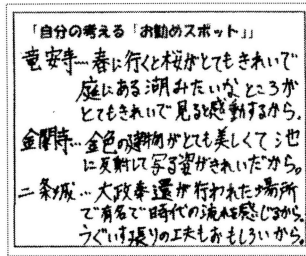 「自分の考える「お勧めスポット」」
竜安寺…春に行くと桜がとてもきれいで
庭にある湖みたいなところが
とてもきれいで見ると感動するから。
金閣寺…金色の建物がとても美しくて池
に反射して写る姿がきれいだから。
二条城…大政奉還が行われた場所
で有名で時代の流れを感じるから。
うぐいす張りの工夫もおもしろいから。